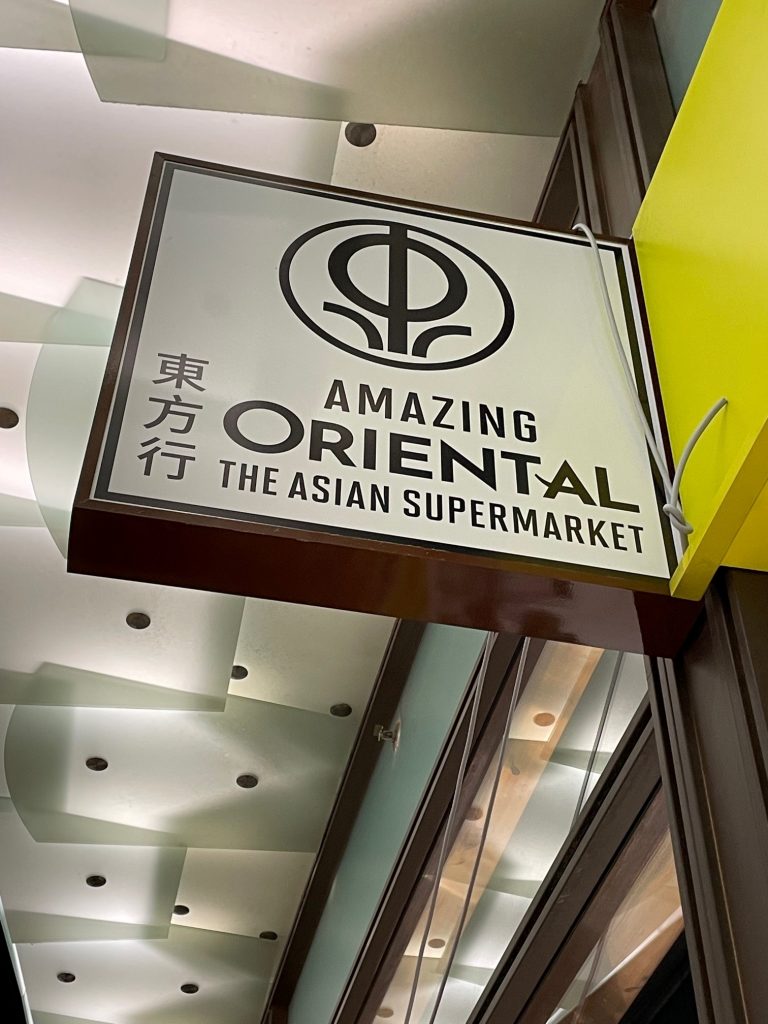 東方行
AMAZING
ORIENTAL
THE ASIAN SUPERMARKET